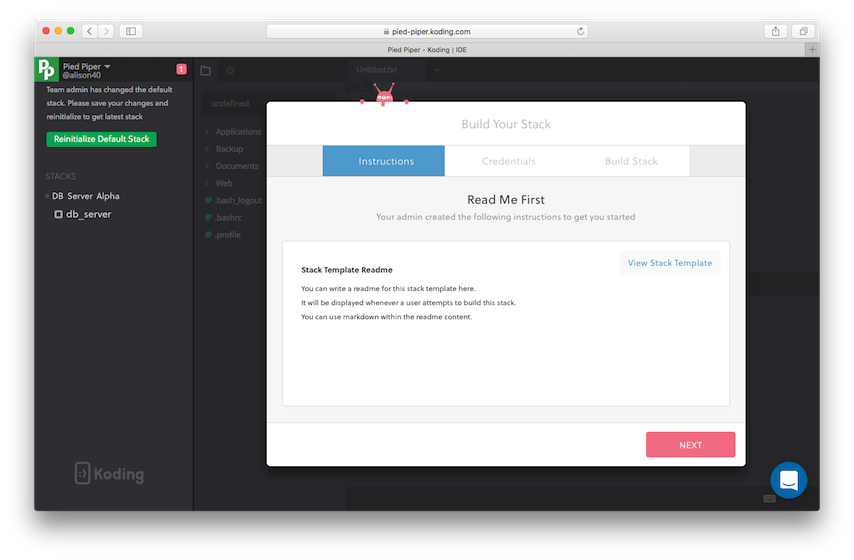 pied-piper.koding.com
Pied Piper - Koding | IDE
Pp
Pied Piper
@alison40
1
Team admin has changed the default
stack. Please save your changes and
reinitialize to get latest stack
Reinitialize Default Stack
STACKS
DB Server Alpha
db_server
Koding
Untitled.txt
undefined
Applications
Backup
Documents
Web
.bash_logout
.bashrc
.profile
Build Your Stack
Instructions
Credentials
Build Stack
Read Me First
Your admin created the following instructions to get you started
View Stack Template
Stack Template Readme
You can write a readme for this stack template here.
It will be displayed whenever a user attempts to build this stack.
You can use markdown within the readme content.
NEXT